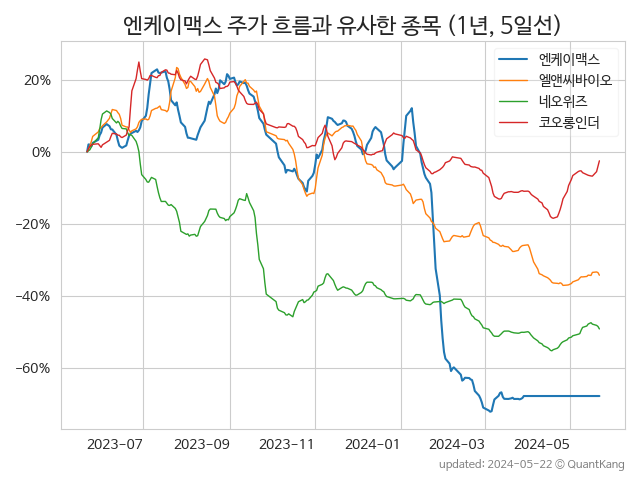 엔케이맥스 주가 흐름과 유사한 종목 (1년, 5일선)
엔케이맥스
엘앤씨바이오
네오위즈
코오롱인더
20%
0%
−20%
−40%
−60%
2023-07 2023-09 2023-11 2024-01 2024-03 2024-05
updated: 2024-05-22 © QuantKang